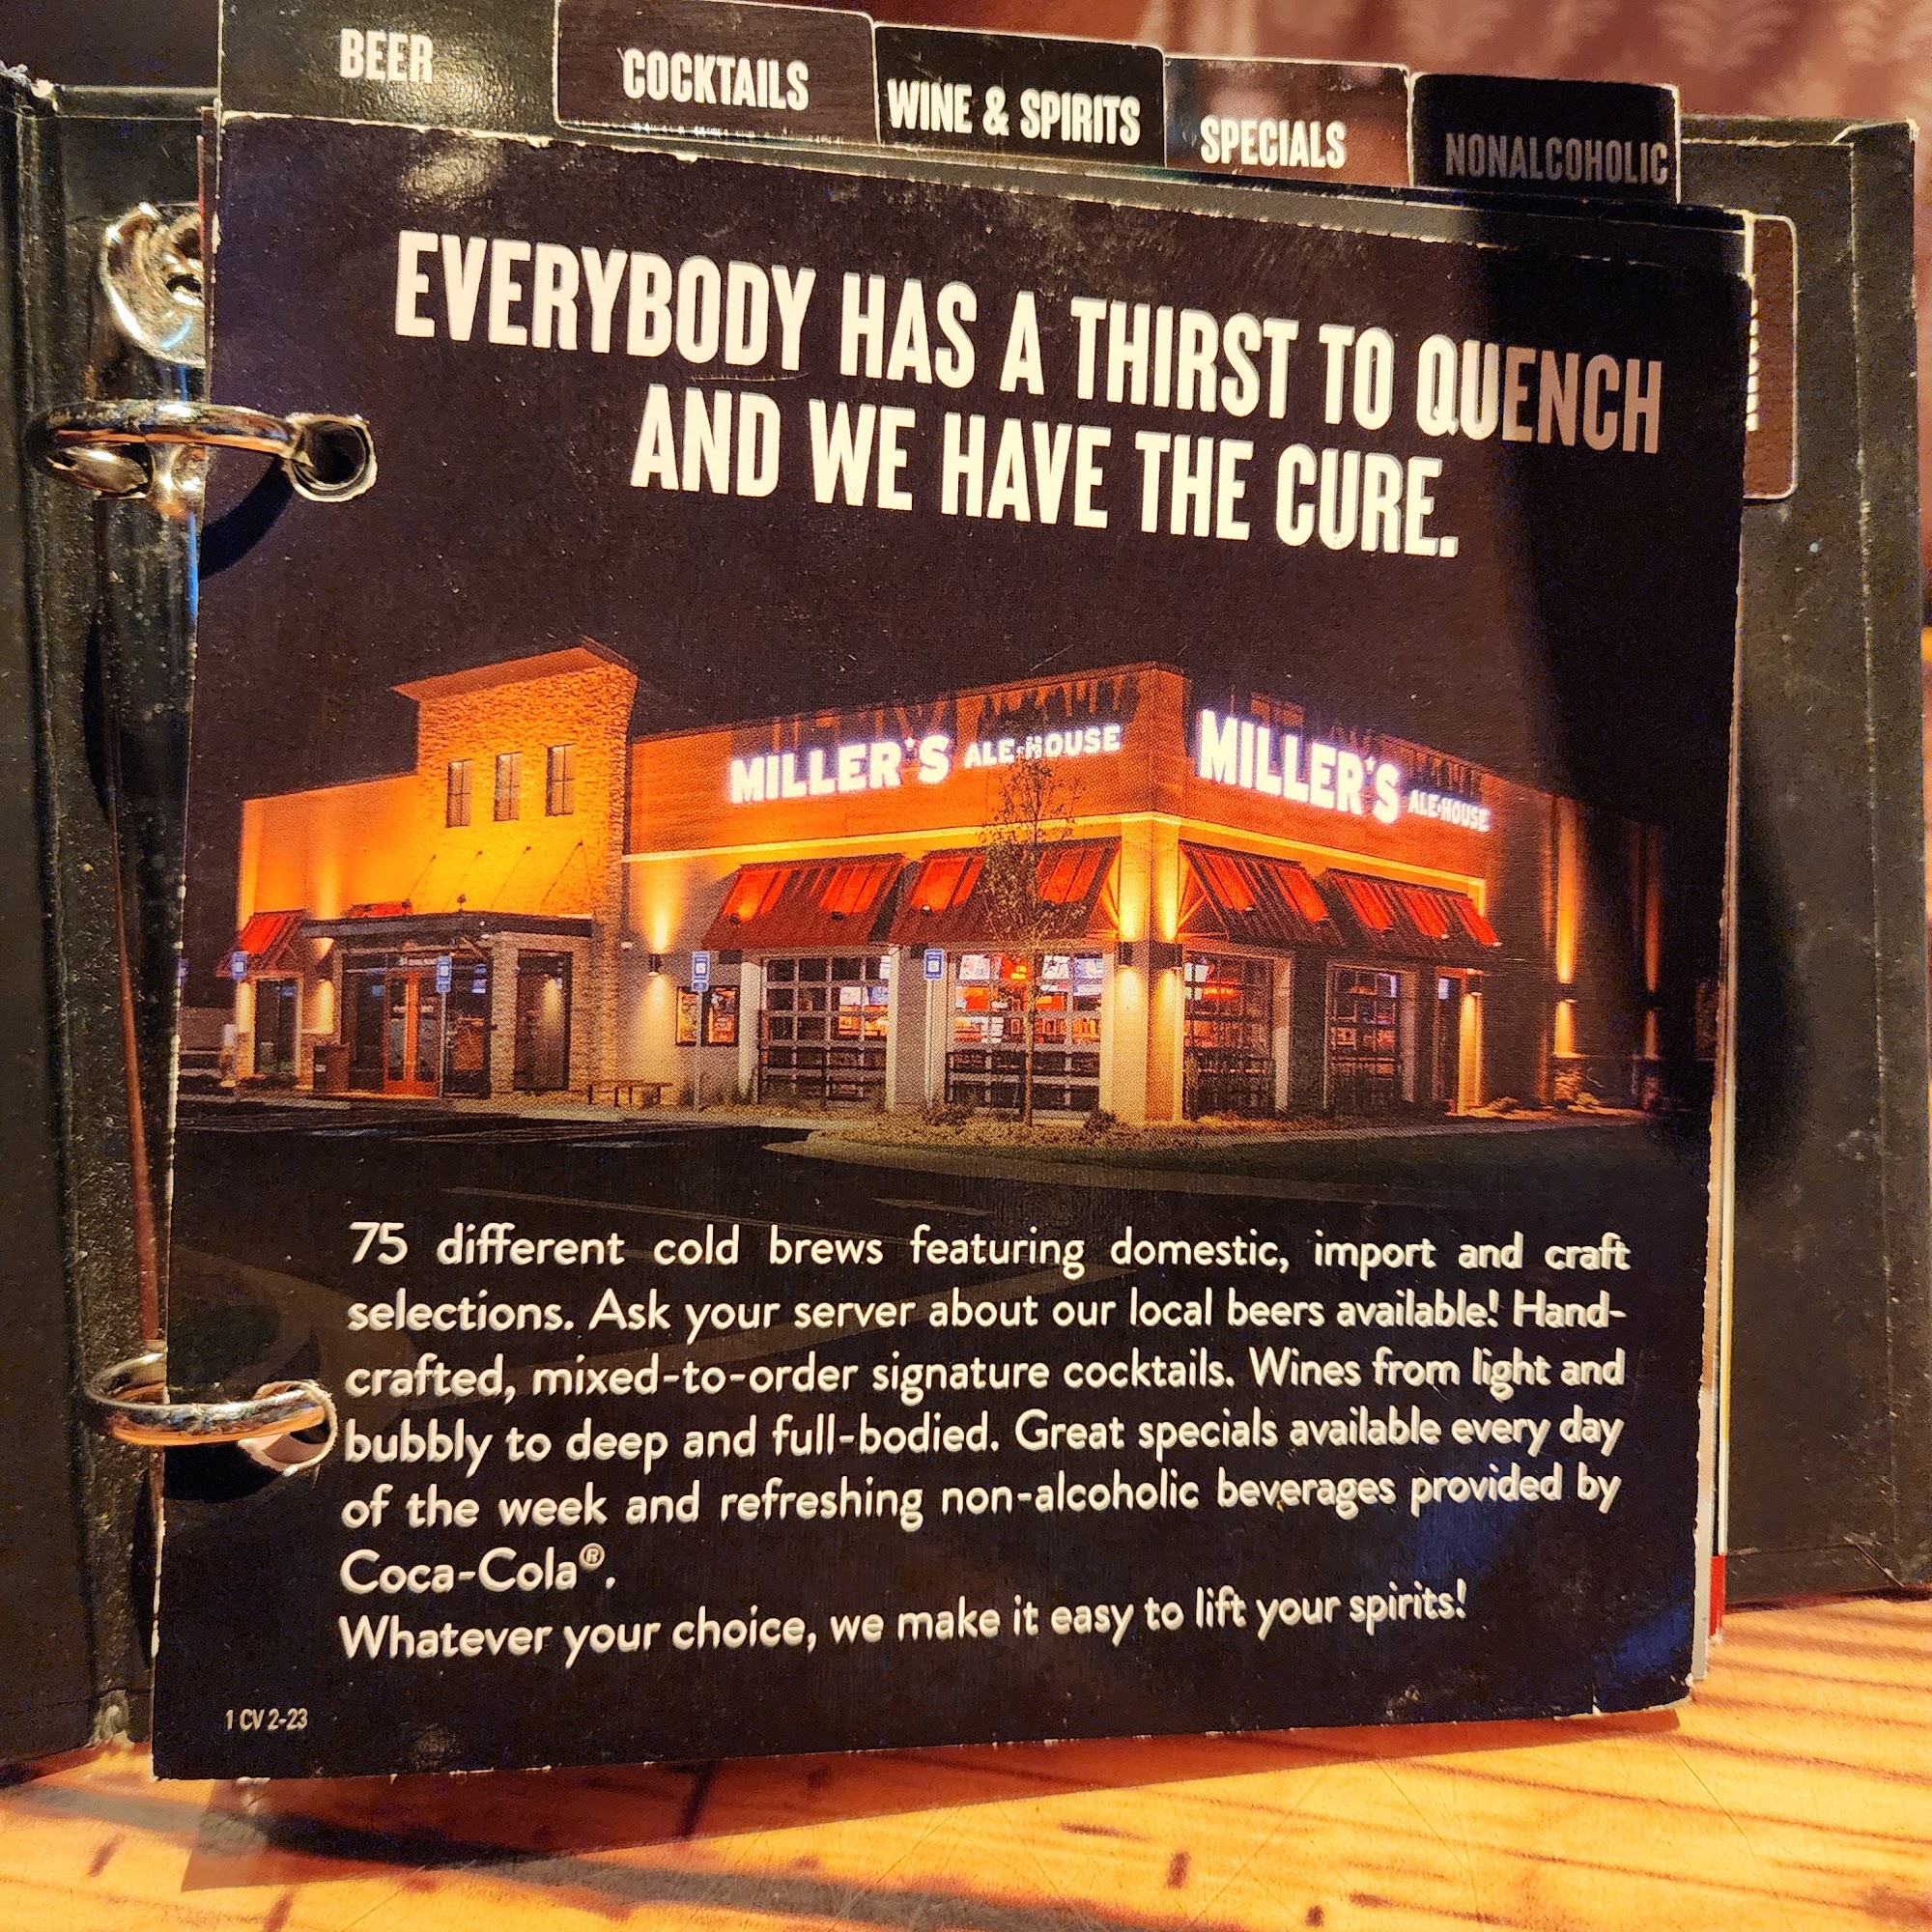 BEER
COCKTAILS
WINE & SPIRITS
SPECIALS
NONALCOHOLIC
EVERYBODY HAS A THIRST TO QUENCH
AND WE HAVE THE CURE.
MILLER'S ALE HOUSE
MILLER'S ALE HOUSE
75 different cold brews featuring domestic, import and craft
selections. Ask your server about our local beers available! Hand-
crafted, mixed-to-order signature cocktails. Wines from light and
bubbly to deep and full-bodied. Great specials available every day
of the week and refreshing non-alcoholic beverages provided by
Coca-Cola®.
Whatever your choice, we make it easy to lift your spirits!
1 CV 2-23